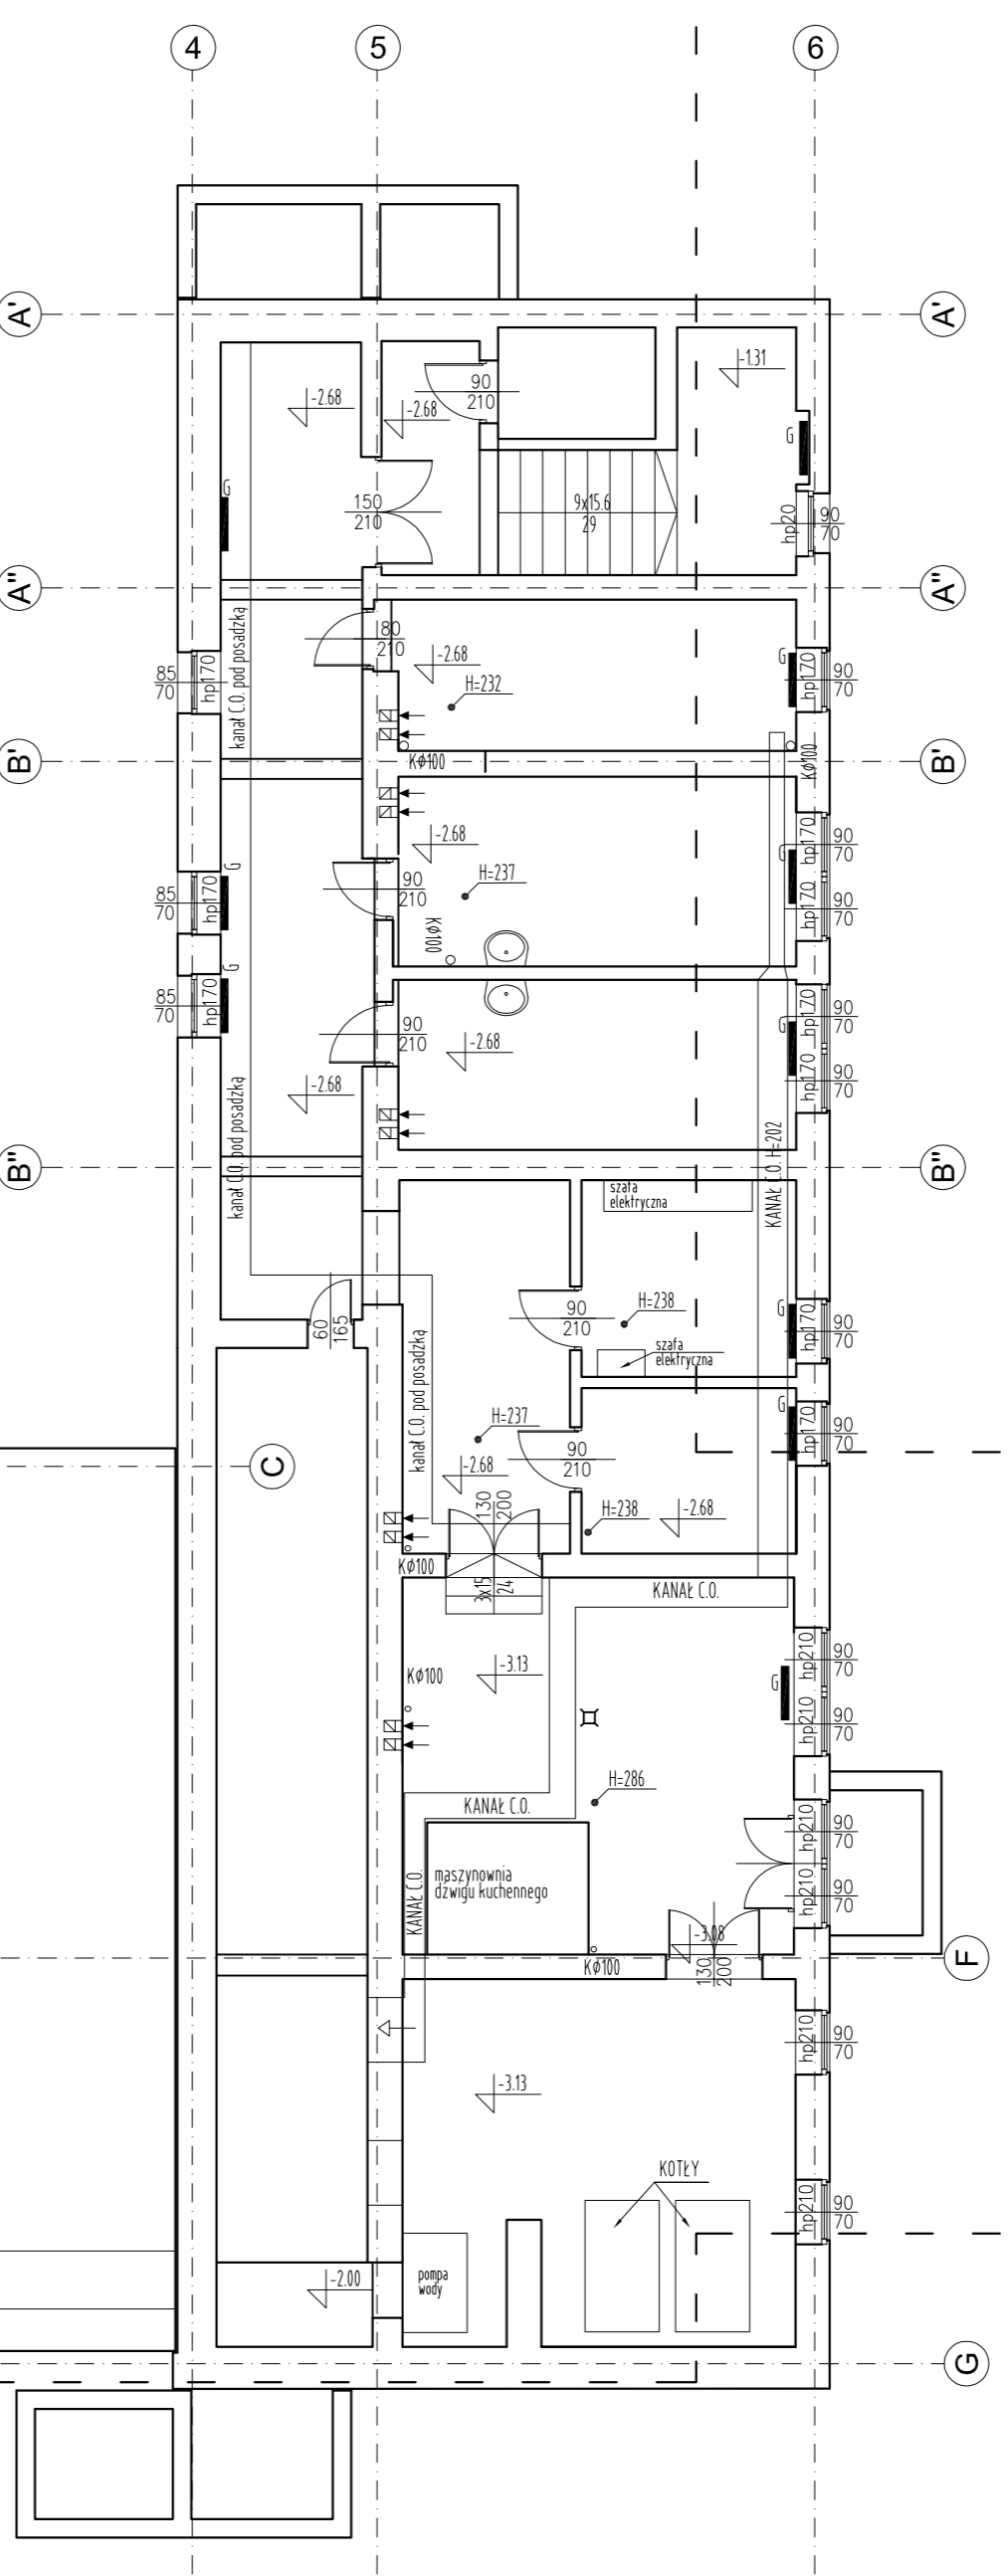 4
5
6
A'
A'
-1.31
90
210
-2.68
-2.68
G
G
150
210
9x15.6
29
hp20
90
70
A"
A"
80
210
-2.68
H=232
kanał C.O. pod posadzką
85
70
hp170
G
hp170
90
70
B'
B'
KΦ100
KΦ100
-2.68
H=237
90
210
KΦ100
85
70
hp170
G
hp170
90
70
G
hp170
90
70
85
70
hp170
G
90
210
-2.68
hp170
90
70
G
hp170
90
70
-2.68
kanał C.O. pod posadzką
KANAŁ C.O. H=202
B"
B"
szafa
elektryczna
60
165
90
210
H=238
szafa
elektryczna
G
hp170
90
70
kanał C.O. pod posadzką
H=237
-2.68
90
210
G
hp170
90
70
C
130
200
H=238
-2.68
KΦ100
3x15
24
KANAŁ C.O.
-3.13
KΦ100
hp210
90
70
G
hp210
90
70
H=286
KANAŁ C.O.
hp210
90
70
maszynownia
dźwigu kuchennego
KANAŁ C.O.
hp210
90
70
-3.08
130
200
KΦ100
F
hp210
90
70
-3.13
KOTŁY
hp210
90
70
-2.00
pompa
wody
G